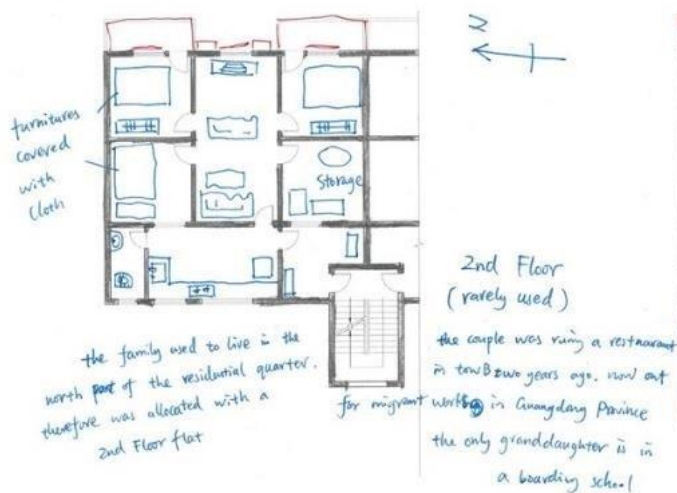 N
furnitures
covered
with
cloth
Storage
2nd Floor
(rarely used)
the family used to live in the
north part of the residential quarter.
therefore was allocated with a
2nd Floor flat
the couple was runing a restaurant
in town B two years ago. now out
for migrant work in Guangdong Province
the only granddaughter is in
a boarding school